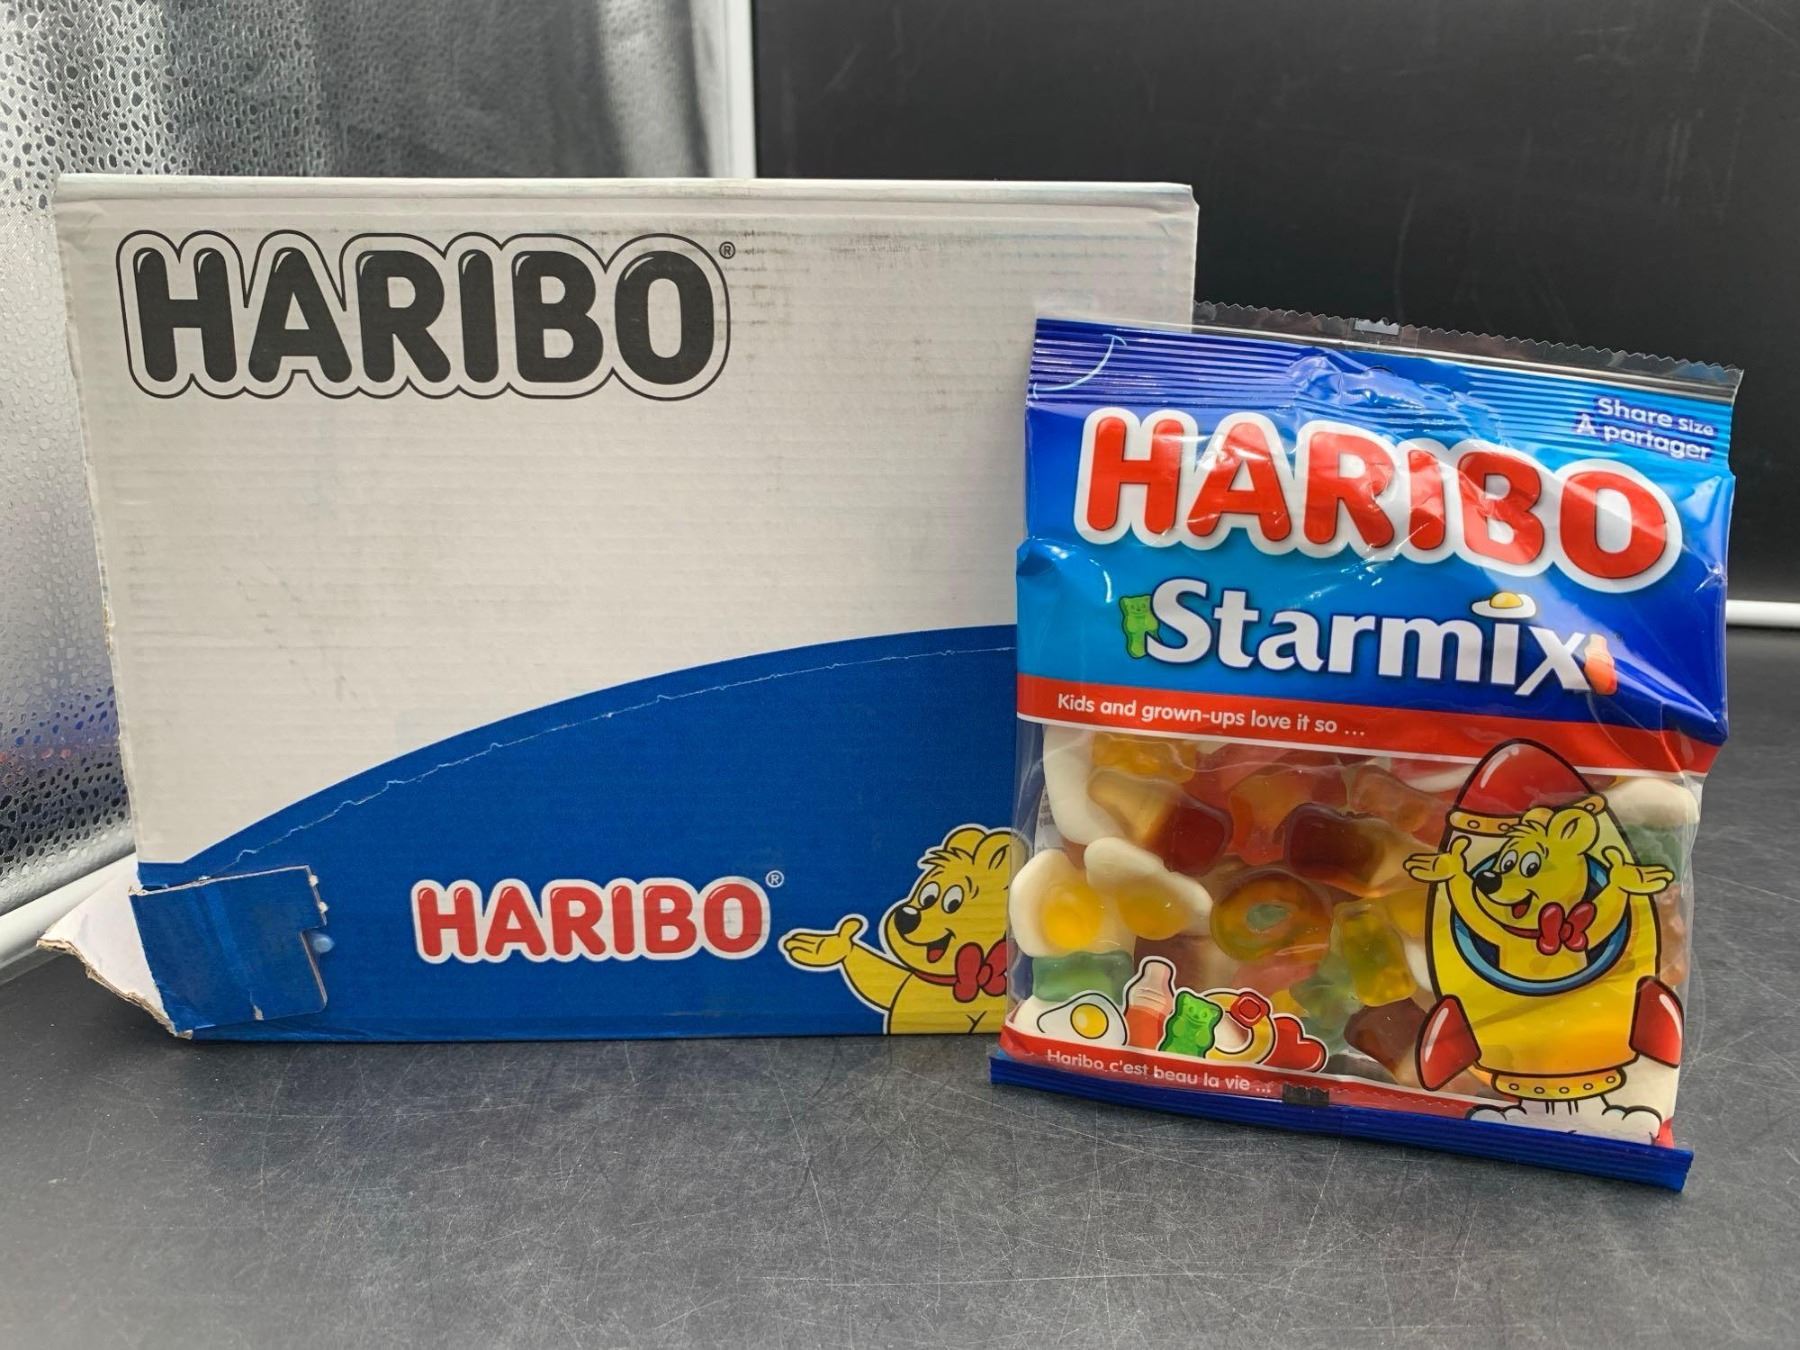 HARIBO®
HARIBO®
Share Size
À partager
HARIBO
Starmix
Kids and grown-ups love it so ...
Haribo c'est beau la vie ...